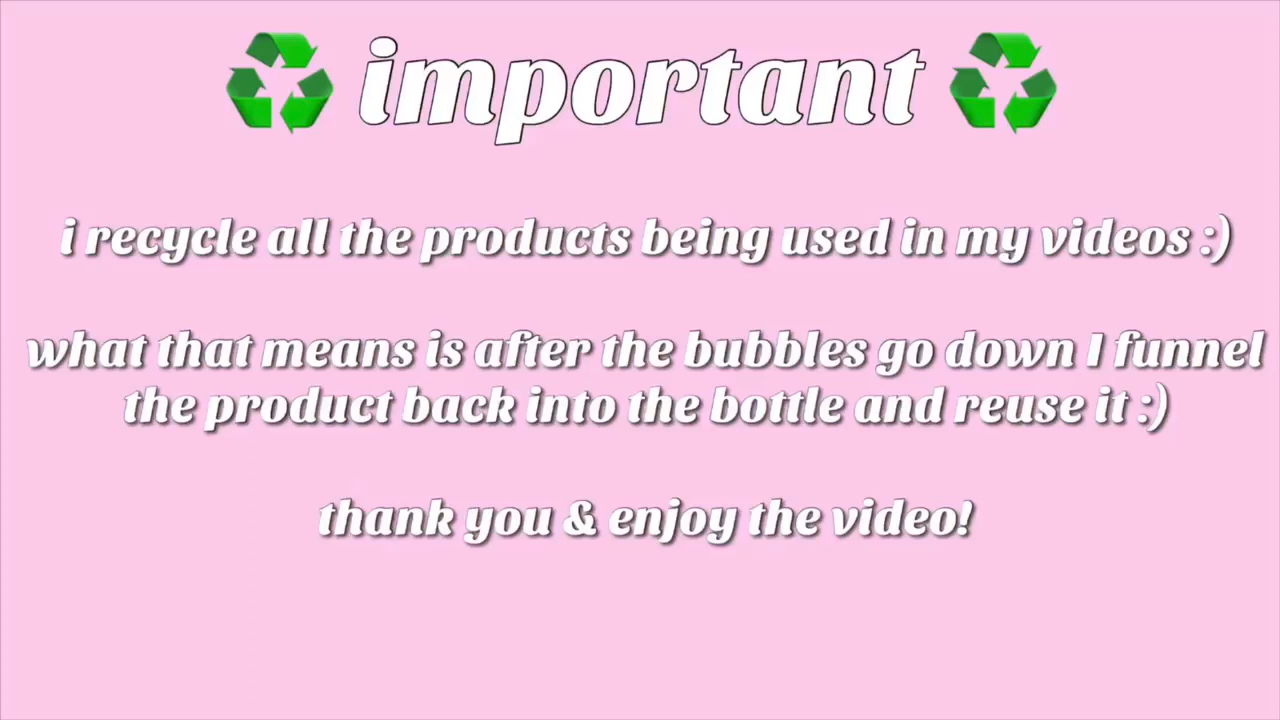 important
i recycle all the products being used in my videos :)
what that means is after the bubbles go down I funnel
the product back into the bottle and reuse it :)
thank you & enjoy the video!